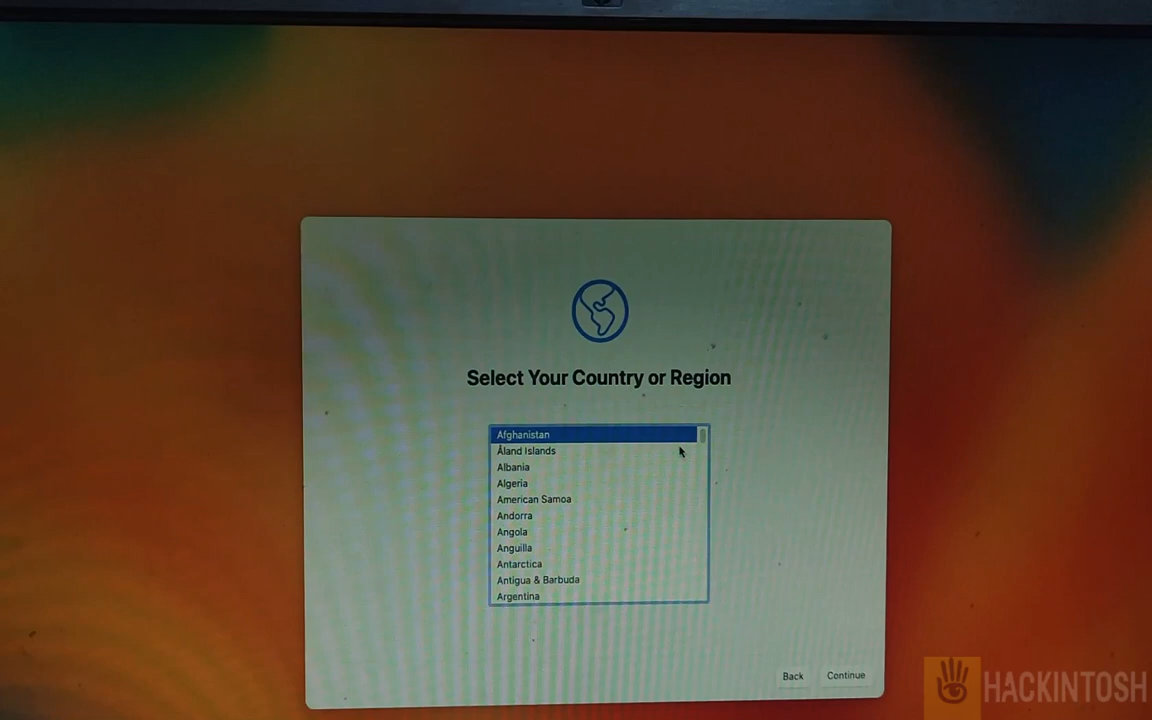 Select Your Country or Region
Afghanistan
Åland Islands
Albania
Algeria
American Samoa
Andorra
Angola
Anguilla
Antarctica
Antigua & Barbuda
Argentina
Back
Continue
HACKINTOSH